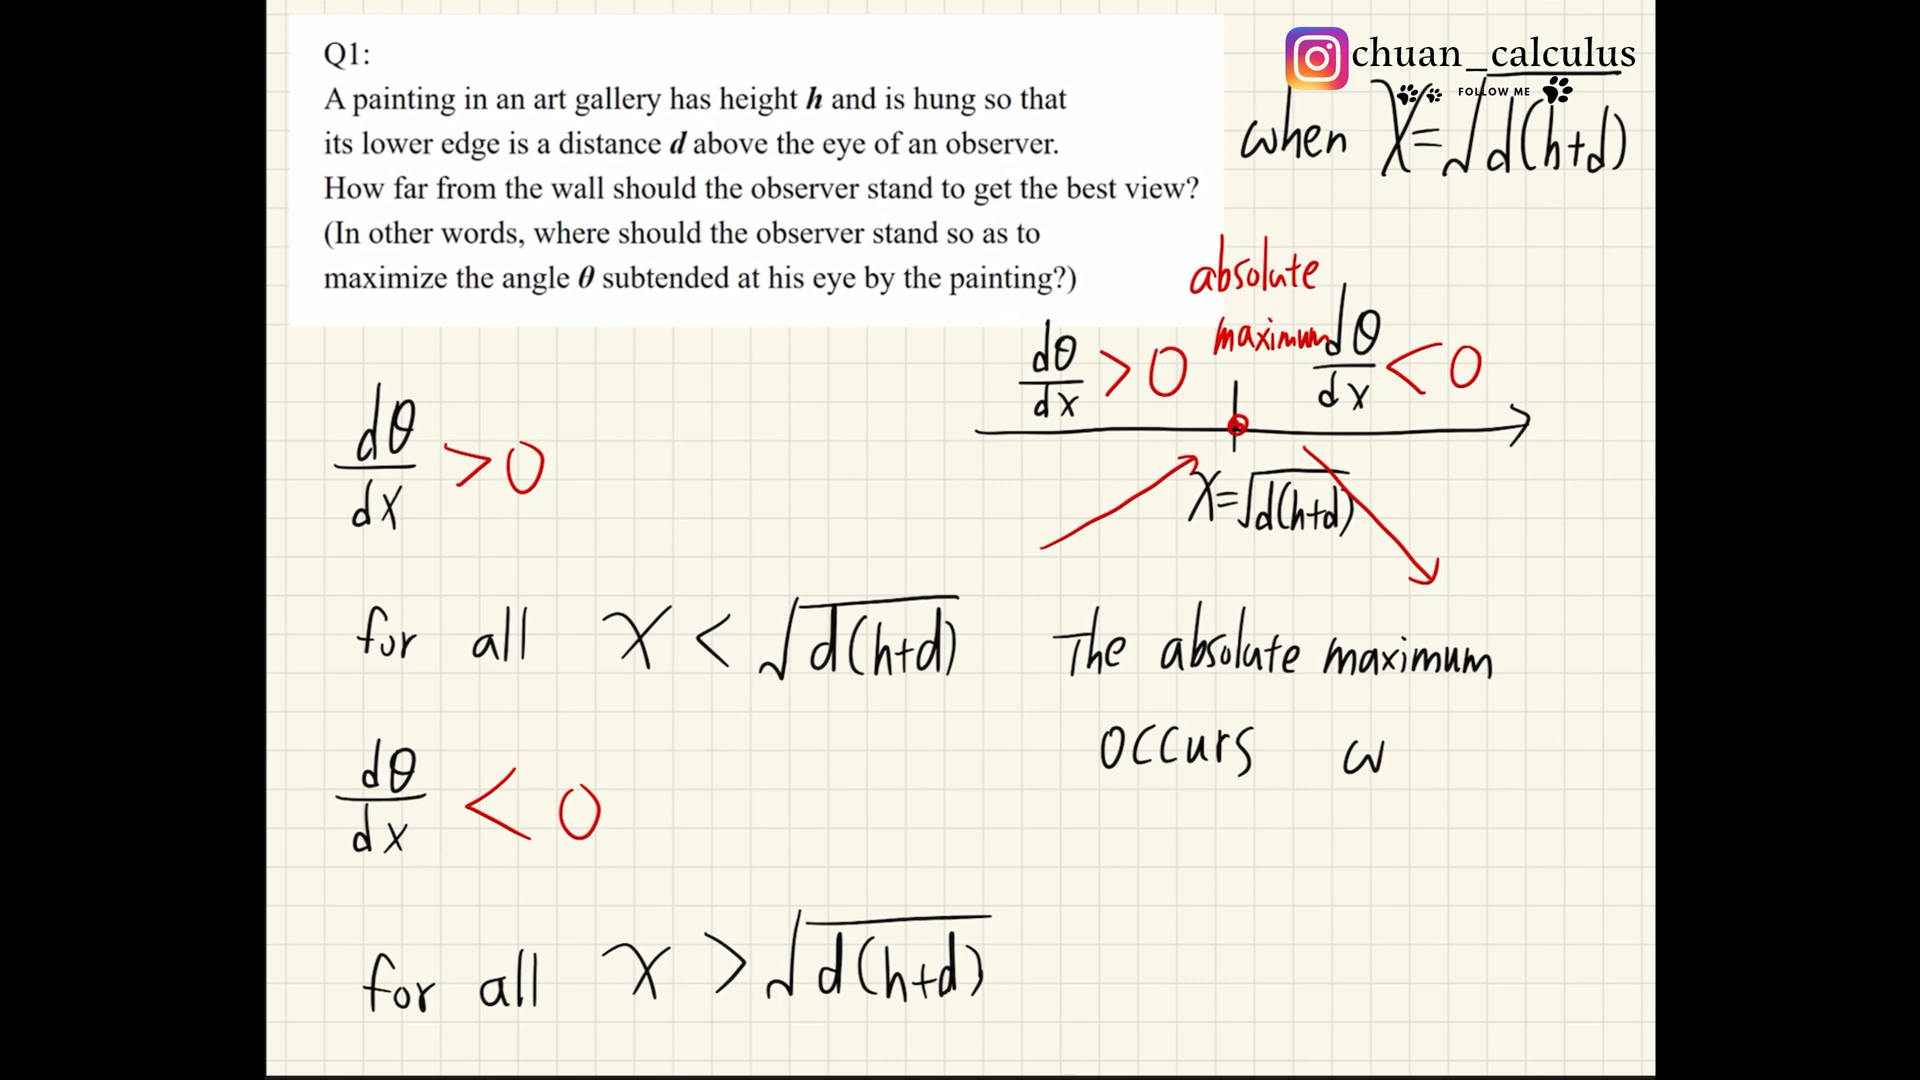 Q1:
A painting in an art gallery has height h and is hung so that
its lower edge is a distance d above the eye of an observer.
How far from the wall should the observer stand to get the best view?
(In other words, where should the observer stand so as to
maximize the angle θ subtended at his eye by the painting?)
chuan_calculus
FOLLOW ME
when x=√d(h+d)
absolute
maximum
dθ/dx >0
dθ/dx <0
x=√d(h+d)
dθ/dx >0
for all x < √d(h+d)
The absolute maximum
occurs w
dθ/dx < 0
for all x > √d(h+d)